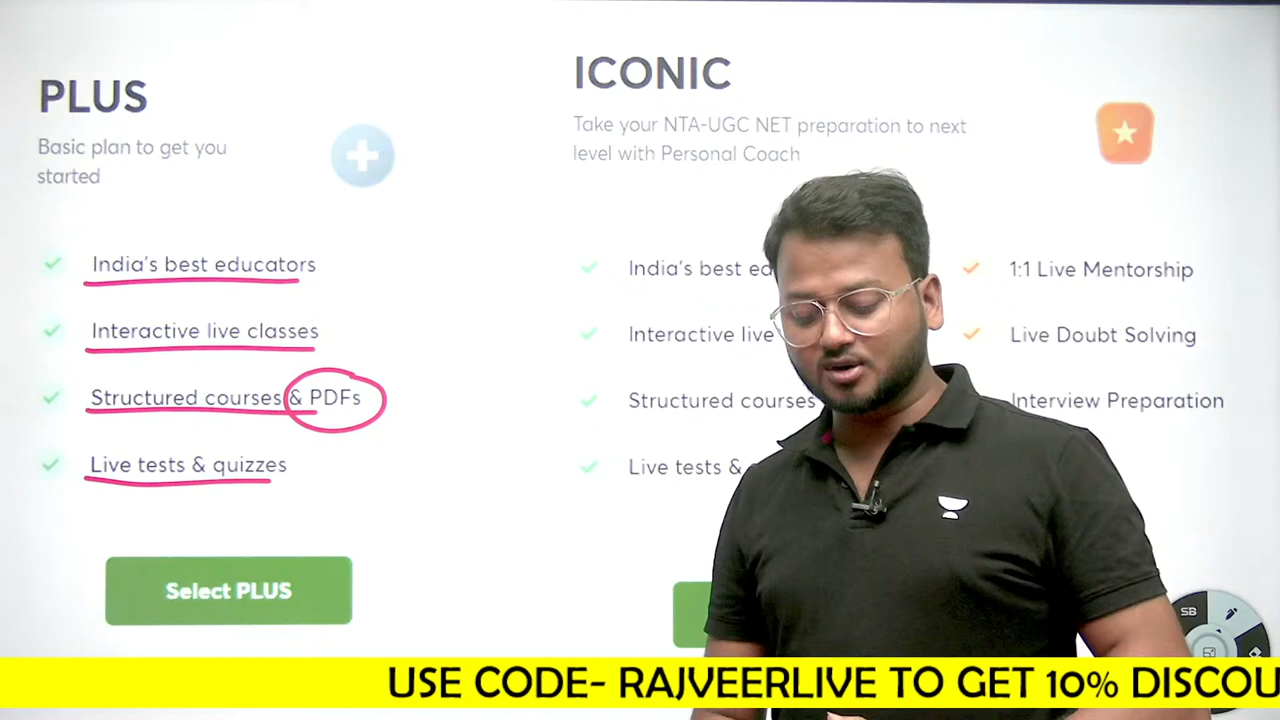 PLUS
Basic plan to get you
started
India's best educators
Interactive live classes
Structured courses & PDFs
Live tests & quizzes
Select PLUS
ICONIC
Take your NTA-UGC NET preparation to next
level with Personal Coach
India's best
Interactive live
Structured courses
Live tests &
1:1 Live Mentorship
Live Doubt Solving
Interview Preparation
SB
USE CODE- RAJVEERLIVE TO GET 10%